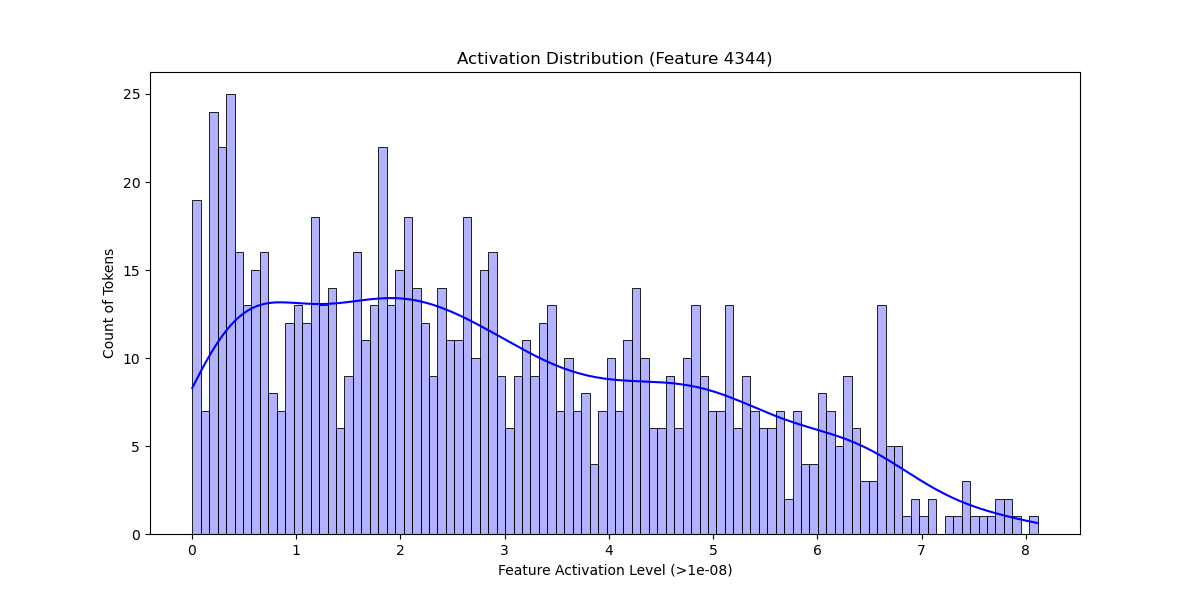 Activation Distribution (Feature 4344)
25
20
15
10
5
0
Count of Tokens
0 1 2 3 4 5 6 7 8
Feature Activation Level (>1e-08)